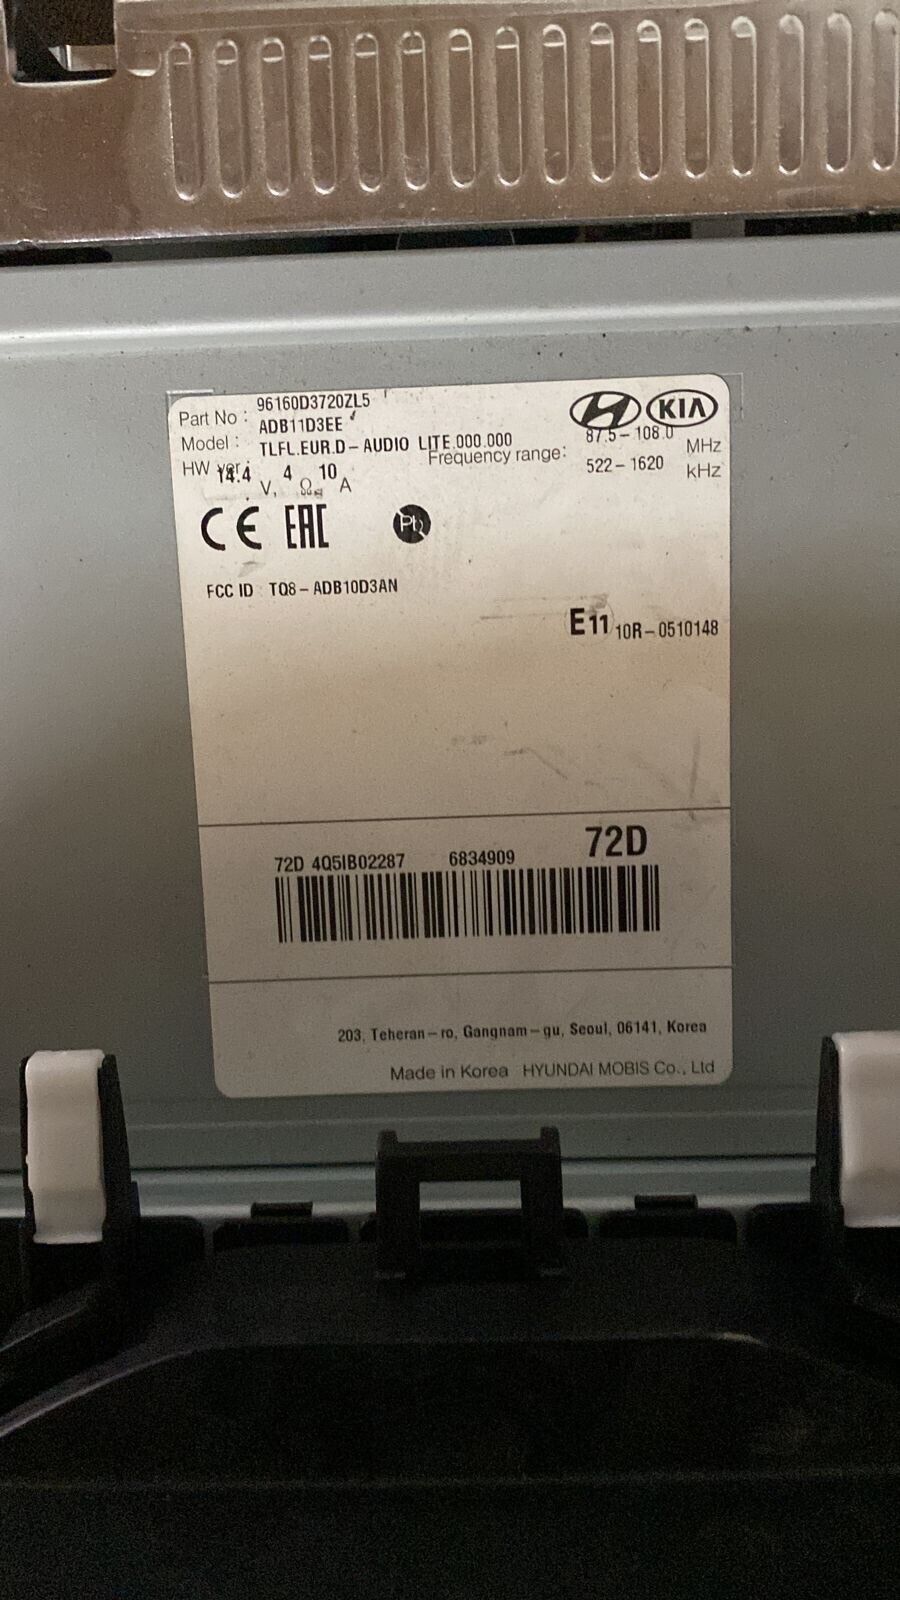 Part No : 96160D3720ZL5
Model : ADB11D3EE
HW ver : TLFL.EUR.D-AUDIO LITE.000.000
14.4 V, 4 Ω 10 A
KIA
Frequency range: 87.5-108.0 MHz
522-1620 kHz
CE EAC Pb
FCC ID : TQ8-ADB10D3AN
E11 10R-0510148
72D 4Q5IB02287 6834909 72D
203, Teheran-ro, Gangnam-gu, Seoul, 06141, Korea
Made in Korea HYUNDAI MOBIS Co., Ltd